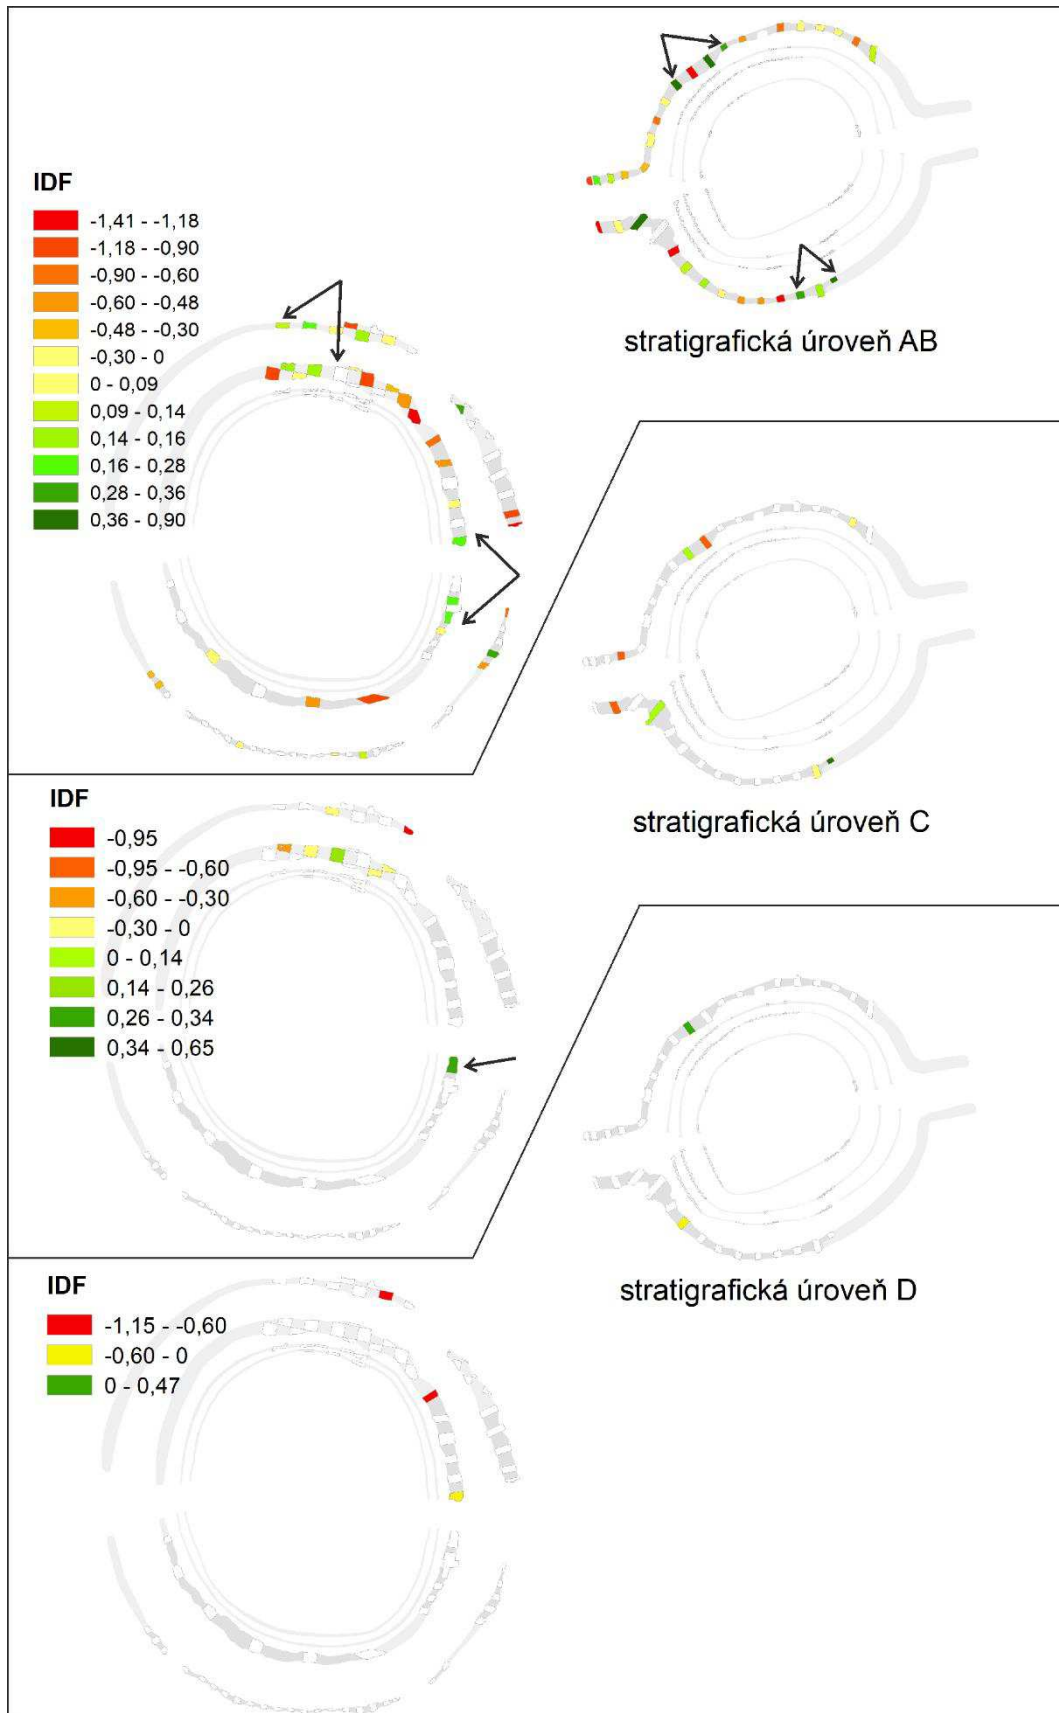 IDF
-1,41 - -1,18
-1,18 - -0,90
-0,90 - -0,60
-0,60 - -0,48
-0,48 - -0,30
-0,30 - 0
0 - 0,09
0,09 - 0,14
0,14 - 0,16
0,16 - 0,28
0,28 - 0,36
0,36 - 0,90
stratigrafická úroveň AB
IDF
-0,95
-0,95 - -0,60
-0,60 - -0,30
-0,30 - 0
0 - 0,14
0,14 - 0,26
0,26 - 0,34
0,34 - 0,65
stratigrafická úroveň C
IDF
-1,15 - -0,60
-0,60 - 0
0 - 0,47
stratigrafická úroveň D